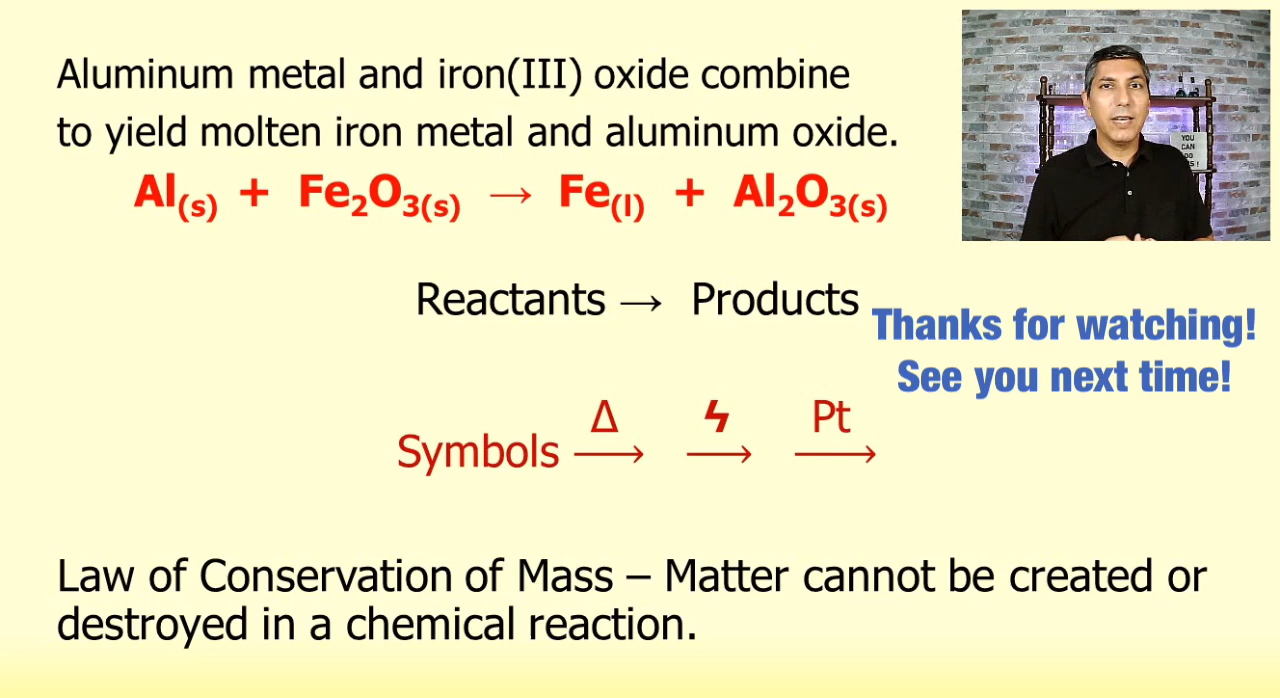 Aluminum metal and iron(III) oxide combine
to yield molten iron metal and aluminum oxide.
Al(s) + Fe2O3(s) → Fe(l) + Al2O3(s)
Reactants → Products
Thanks for watching!
See you next time!
Δ ϟ Pt
Symbols → → →
Law of Conservation of Mass – Matter cannot be created or
destroyed in a chemical reaction.
YOU
CAN